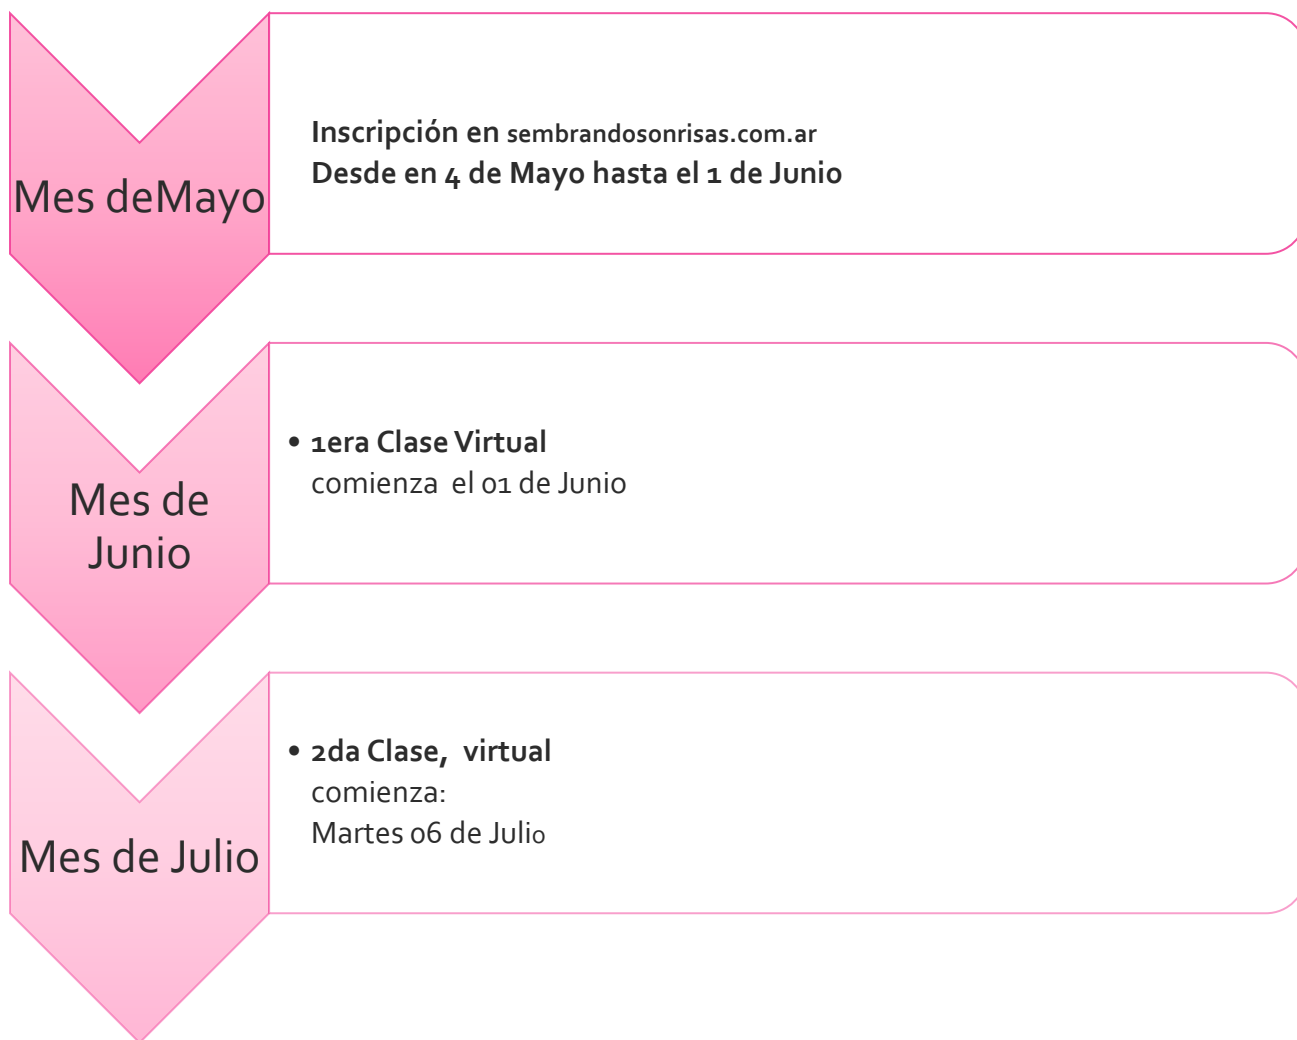 Mes deMayo
Inscripción en sembrandosonrisas.com.ar
Desde en 4 de Mayo hasta el 1 de Junio
Mes de
Junio
• 1era Clase Virtual
comienza  el 01 de Junio
Mes de Julio
• 2da Clase,  virtual
comienza:
Martes 06 de Julio